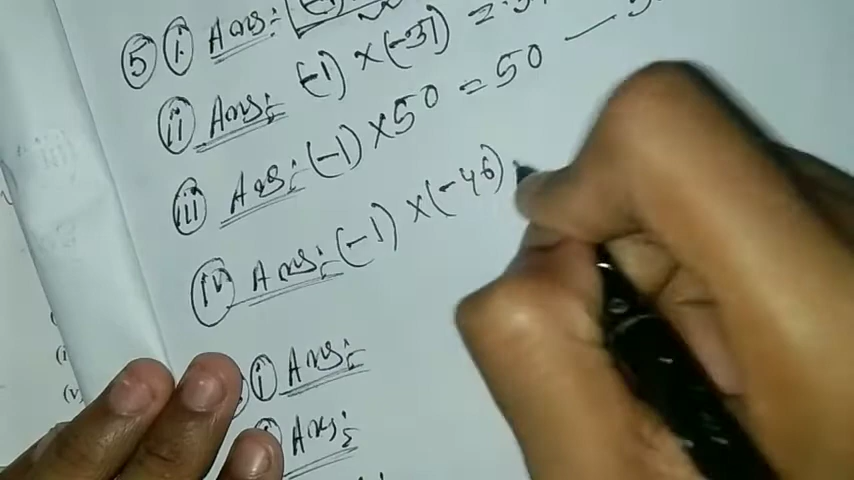 5 i Ans:
ii Ans: (-1) × (-37) =
iii Ans: (-1) × 50 = 50 —
iv Ans: (-1) × (-46)
i Ans:
Ans: